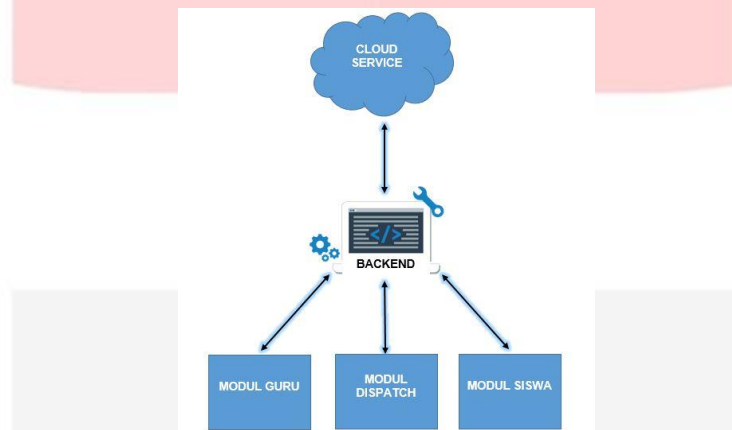 CLOUD
SERVICE
</>
BACKEND
MODUL GURU
MODUL
DISPATCH
MODUL SISWA